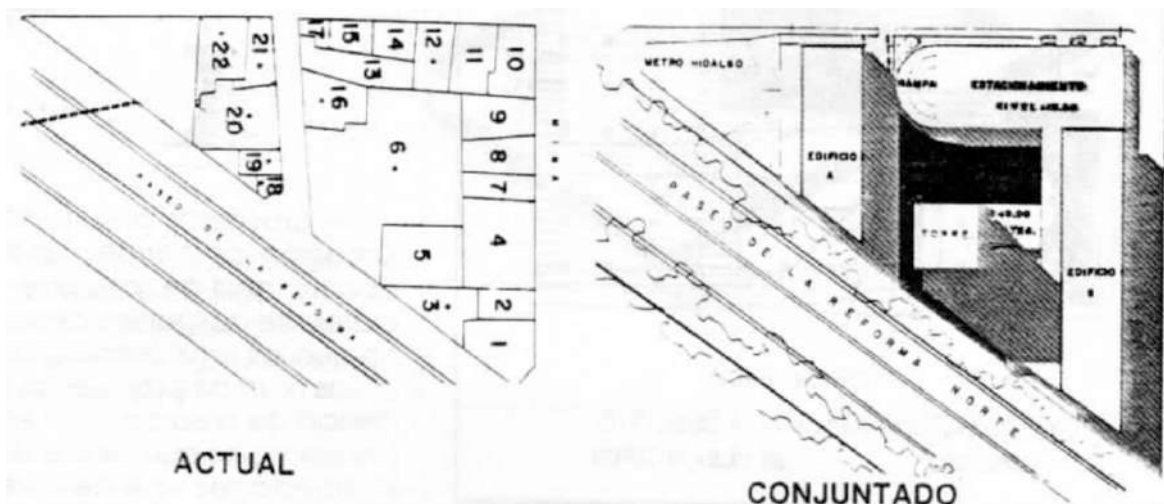 17
15
14
12
11
10
21
22
13
16
9
20
6
8
M I N A
19
18
7
PASEO DE LA REFORMA
5
4
3
2
1
ACTUAL
METRO HIDALGO
RAMPA
ESTACIONAMIENTO
EDIFICIO
A
TORRE
EDIFICIO
PASEO DE LA REFORMA NORTE
CONJUNTADO